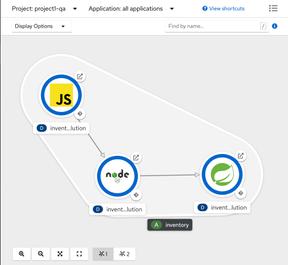 Project: project1-qa
Application: all applications
View shortcuts
Display Options
Find by name...
/
JS
D invent...lution
node
D invent...lution
D invent...lution
A inventory
1
2